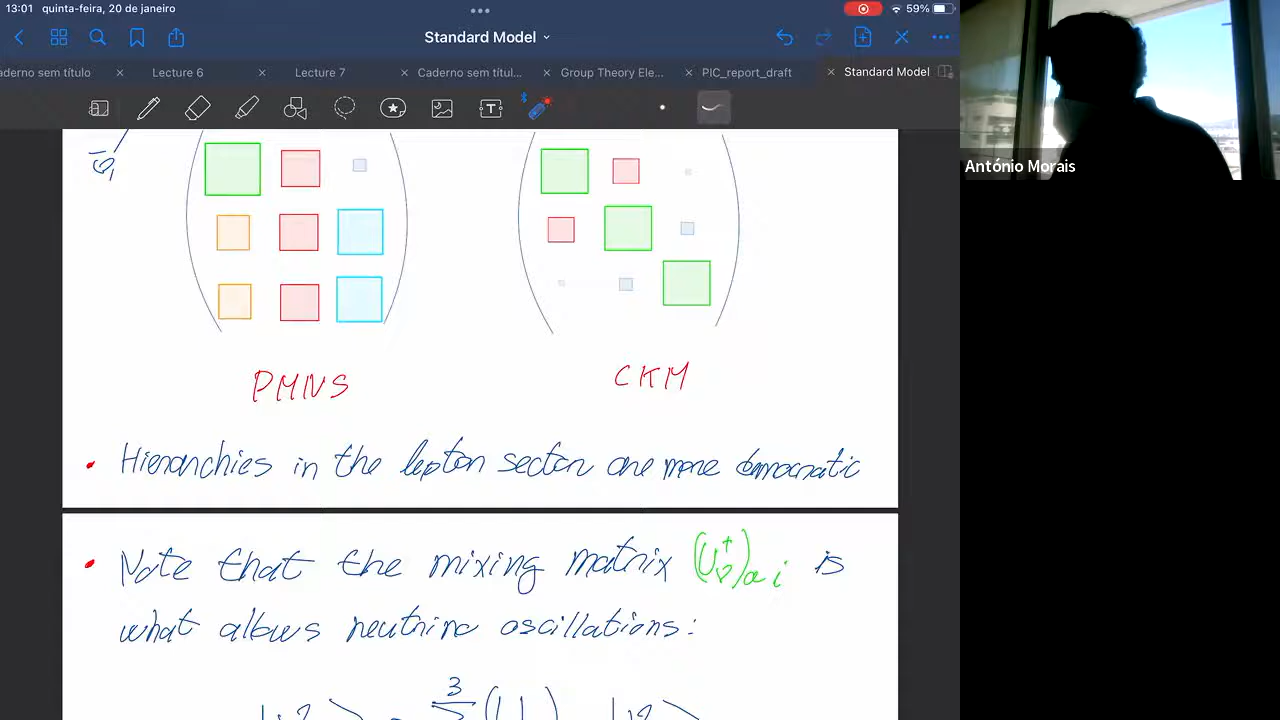 13:01 quinta-feira, 20 de janeiro
59%
Standard Model
aderno sem título
Lecture 6
Lecture 7
Caderno sem títul...
Group Theory Ele...
PIC_report_draft
Standard Model
António Morais
PMNS
CKM
• Hierarchies in the lepton sector are more democratic
• Note that the mixing matrix (U_ν^†)_{αi} is
what allows neutrino oscillations:
3